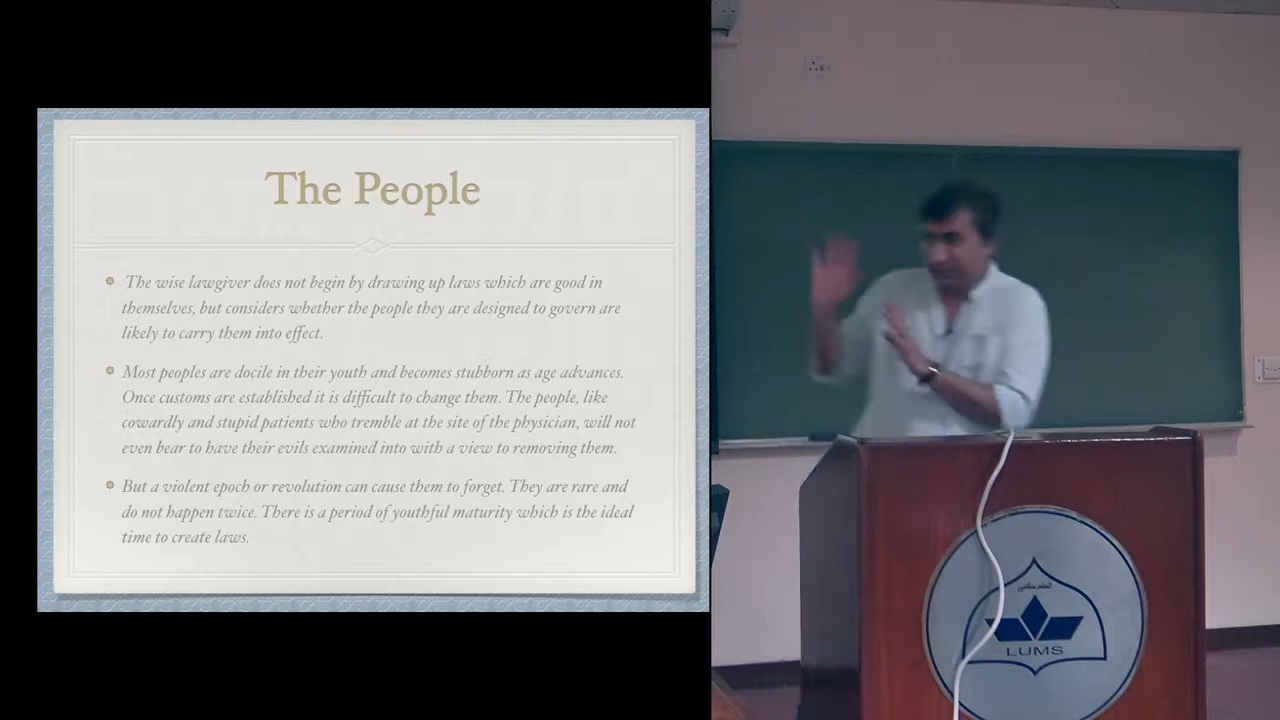 The People
The wise lawgiver does not begin by drawing up laws which are good in
themselves, but considers whether the people they are designed to govern are
likely to carry them into effect.
Most peoples are docile in their youth and becomes stubborn as age advances.
Once customs are established it is difficult to change them. The people, like
cowardly and stupid patients who tremble at the site of the physician, will not
even bear to have their evils examined into with a view to removing them.
But a violent epoch or revolution can cause them to forget. They are rare and
do not happen twice. There is a period of youthful maturity which is the ideal
time to create laws.
LUMS